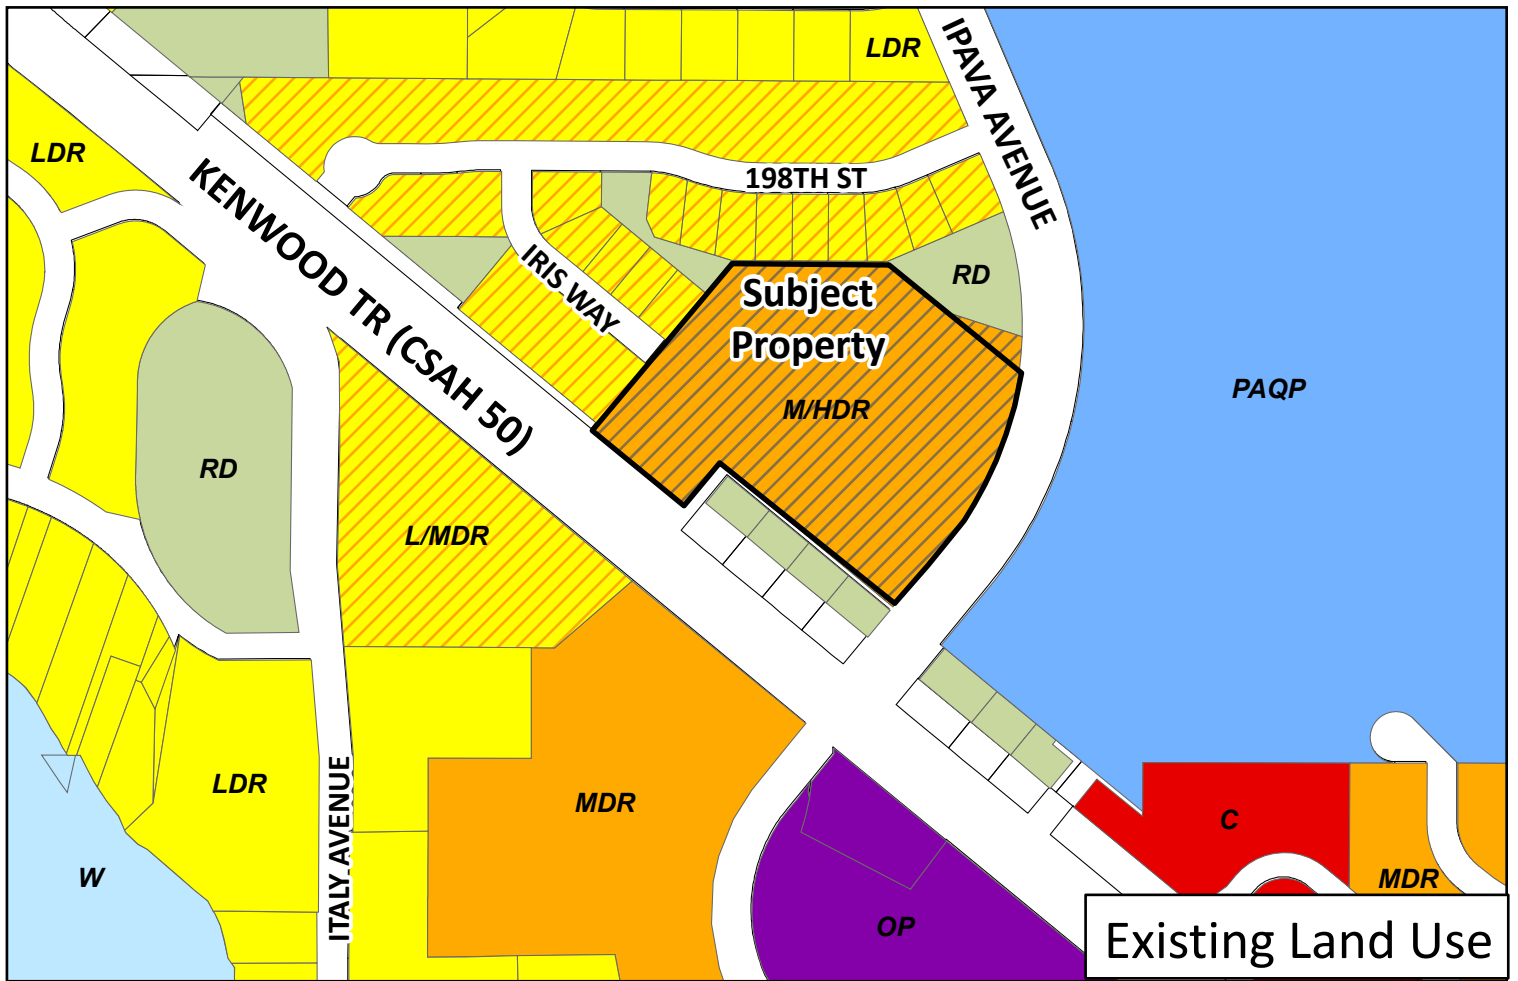 LDR
IPAVA AVENUE
LDR
198TH ST
KENWOOD TR (CSAH 50)
IRIS WAY
RD
Subject
Property
M/HDR
PAQP
RD
L/MDR
LDR
MDR
ITALY AVENUE
C
W
MDR
OP
Existing Land Use